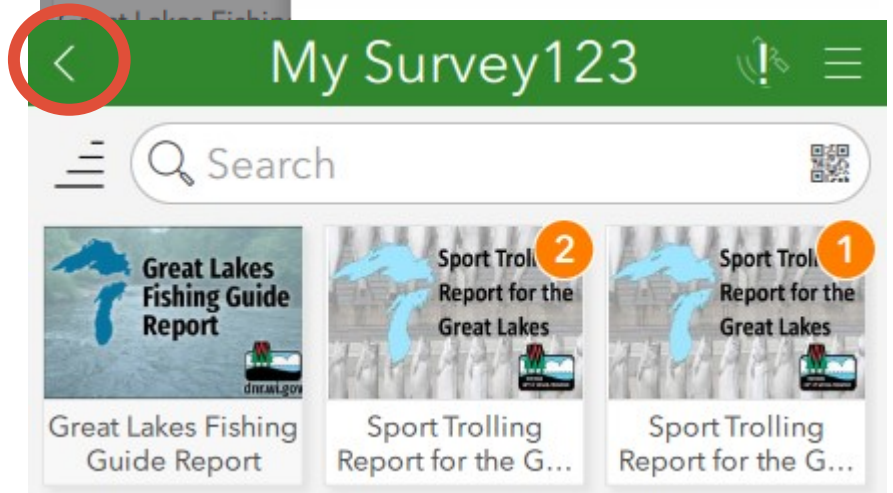 My Survey123
Search
Great Lakes
Fishing Guide
Report
dnr.wi.gov
Great Lakes Fishing
Guide Report
2
Sport Trol
Report for the
Great Lakes
Sport Trolling
Report for the G...
1
Sport Trol
Report for the
Great Lakes
Sport Trolling
Report for the G...